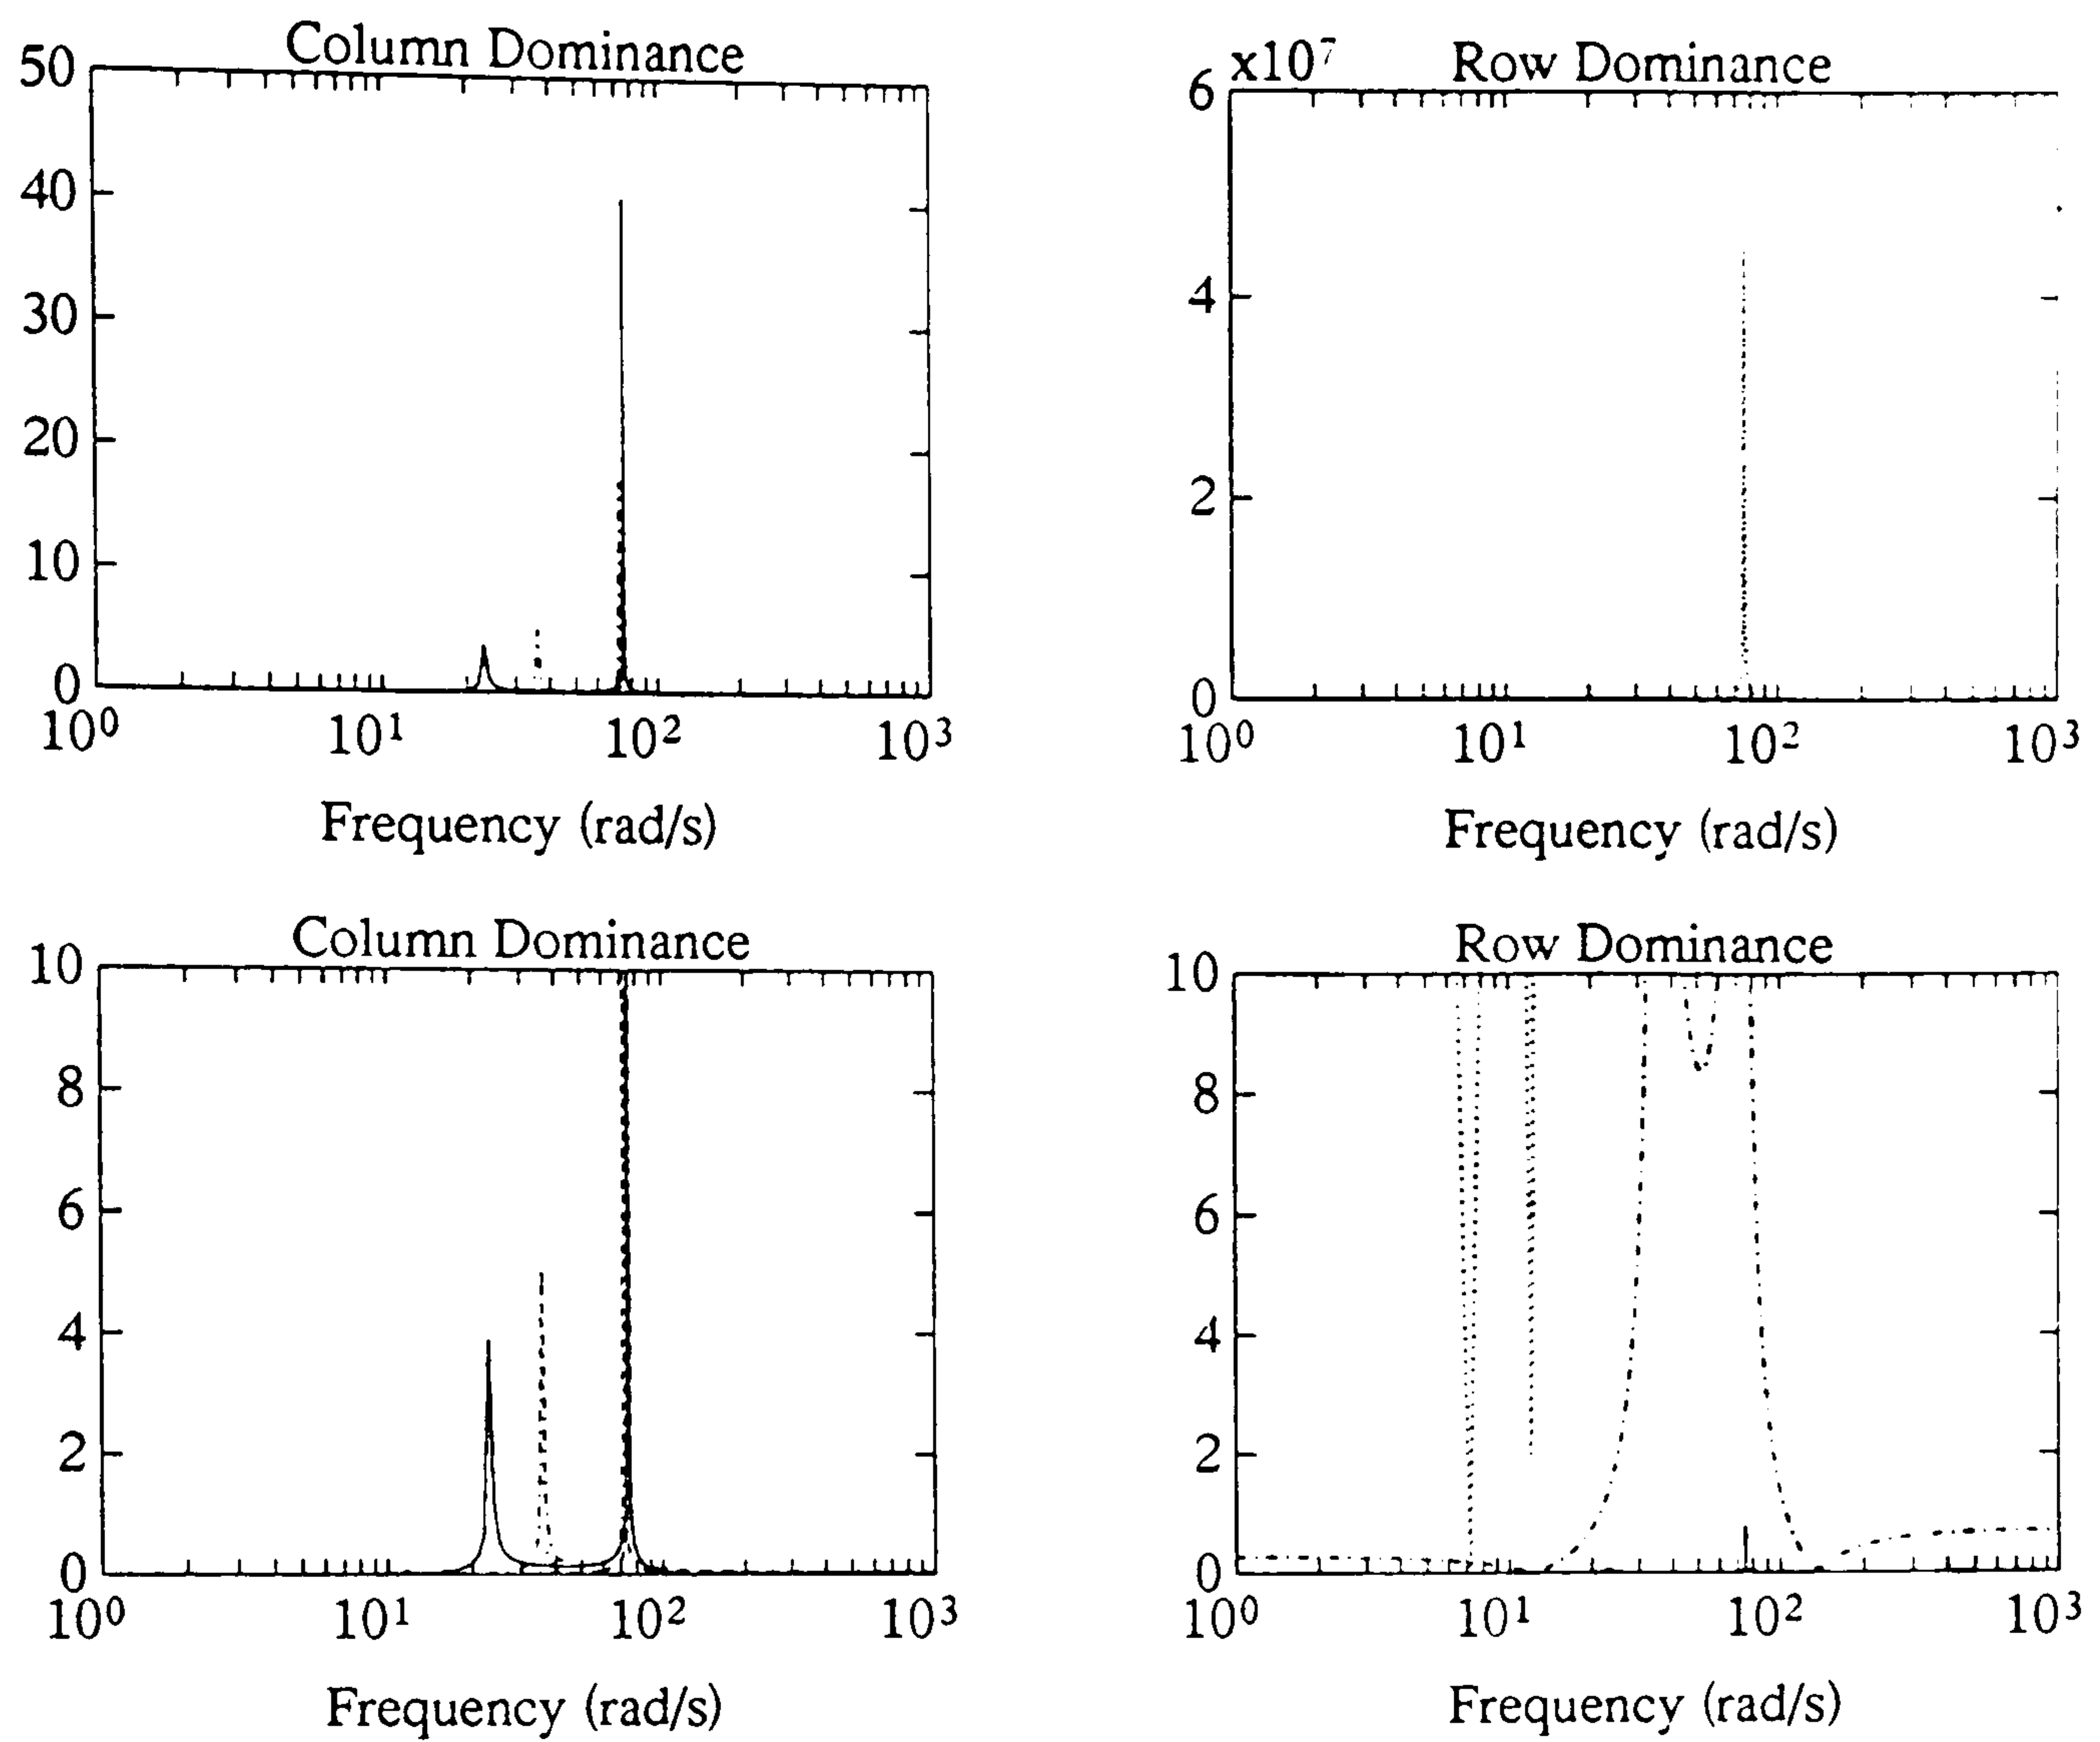 Column Dominance
50
40
30
20
10
0
10⁰ 10¹ 10² 10³
Frequency (rad/s)
x10⁷ Row Dominance
6
4
2
0
10⁰ 10¹ 10² 10³
Frequency (rad/s)
Column Dominance
10
8
6
4
2
0
10⁰ 10¹ 10² 10³
Frequency (rad/s)
Row Dominance
10
8
6
4
2
0
10⁰ 10¹ 10² 10³
Frequency (rad/s)